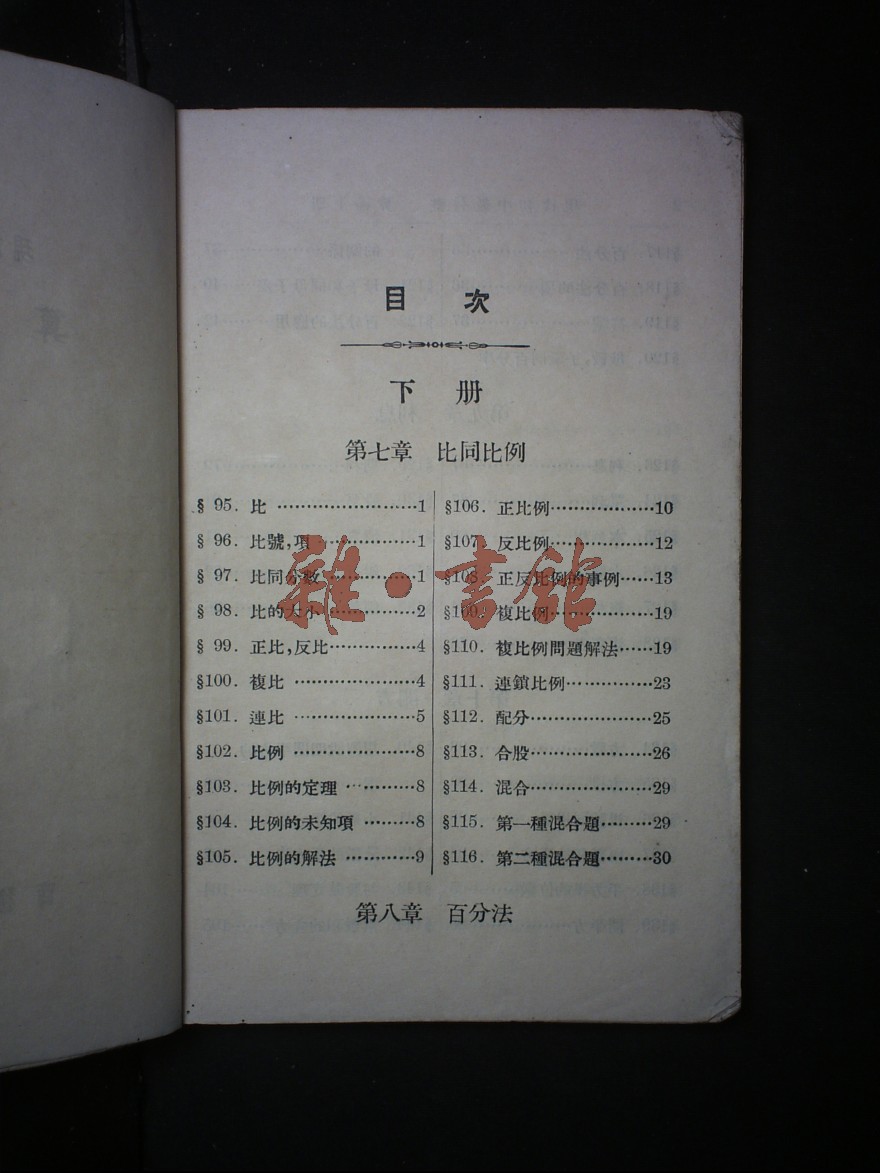 目 次
下 册
第七章 比同比例
§ 95. 比 ……………………1
§ 96. 比號,項 ………………1
§ 97. 比同分數 ……………1
§ 98. 比的大小 ……………2
§ 99. 正比,反比……………4
§100. 複比 …………………4
§101. 連比 …………………5
§102. 比例 …………………8
§103. 比例的定理 …………8
§104. 比例的未知項 ………8
§105. 比例的解法 …………9
§106. 正比例………………10
§107. 反比例………………12
§108. 正反比例的事例……13
§109. 複比例………………19
§110. 複比例問題解法……19
§111. 連鎖比例……………23
§112. 配分…………………25
§113. 合股…………………26
§114. 混合…………………29
§115. 第一種混合題………29
§116. 第二種混合題………30
第八章 百分法
雜·書館